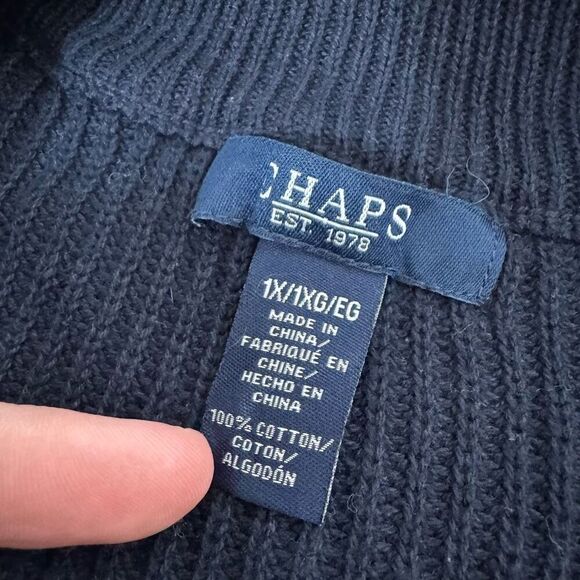 CHAPS
EST. 1978
1X/1XG/EG
MADE IN
CHINA/
FABRIQUÉ EN
CHINE/
HECHO EN
CHINA
100% COTTON/
COTON/
ALGODÓN